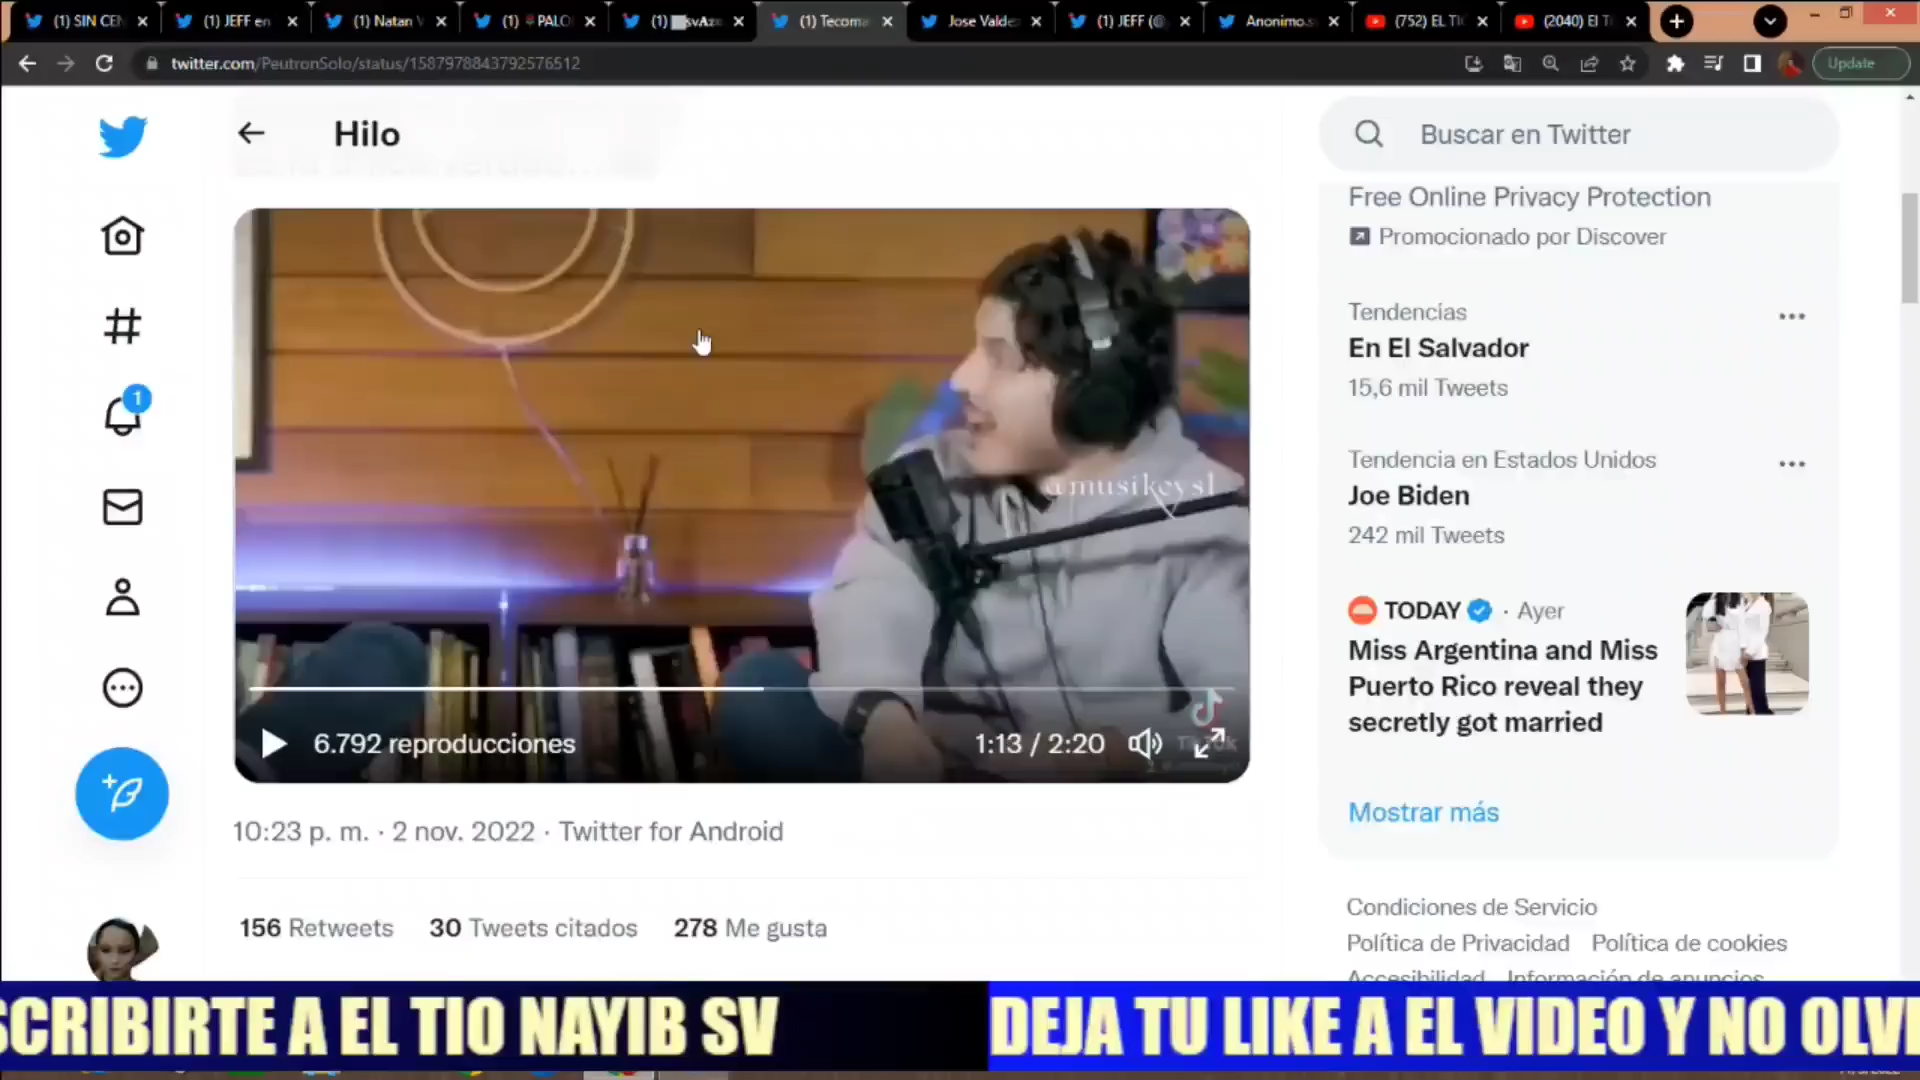 (1) SIN CEN
(1) JEFF en
(1) Natan V
(1) PALO
(1) svAzu
(1) Tecoma
Jose Valde
(1) JEFF (@
Anonimo.s
(752) EL TI
(2040) El T
twitter.com/PeutronSolo/status/1587978843792576512
Update
Hilo
Buscar en Twitter
@musikeysl
6.792 reproducciones
1:13 / 2:20
10:23 p. m. · 2 nov. 2022 · Twitter for Android
156 Retweets 30 Tweets citados 278 Me gusta
1
Free Online Privacy Protection
Promocionado por Discover
Tendencias
En El Salvador
15,6 mil Tweets
Tendencia en Estados Unidos
Joe Biden
242 mil Tweets
TODAY · Ayer
Miss Argentina and Miss
Puerto Rico reveal they
secretly got married
Mostrar más
Condiciones de Servicio
Política de Privacidad Política de cookies
Accesibilidad Información de anuncios
SCRIBIRTE A EL TIO NAYIB SV
DEJA TU LIKE A EL VIDEO Y NO OLV